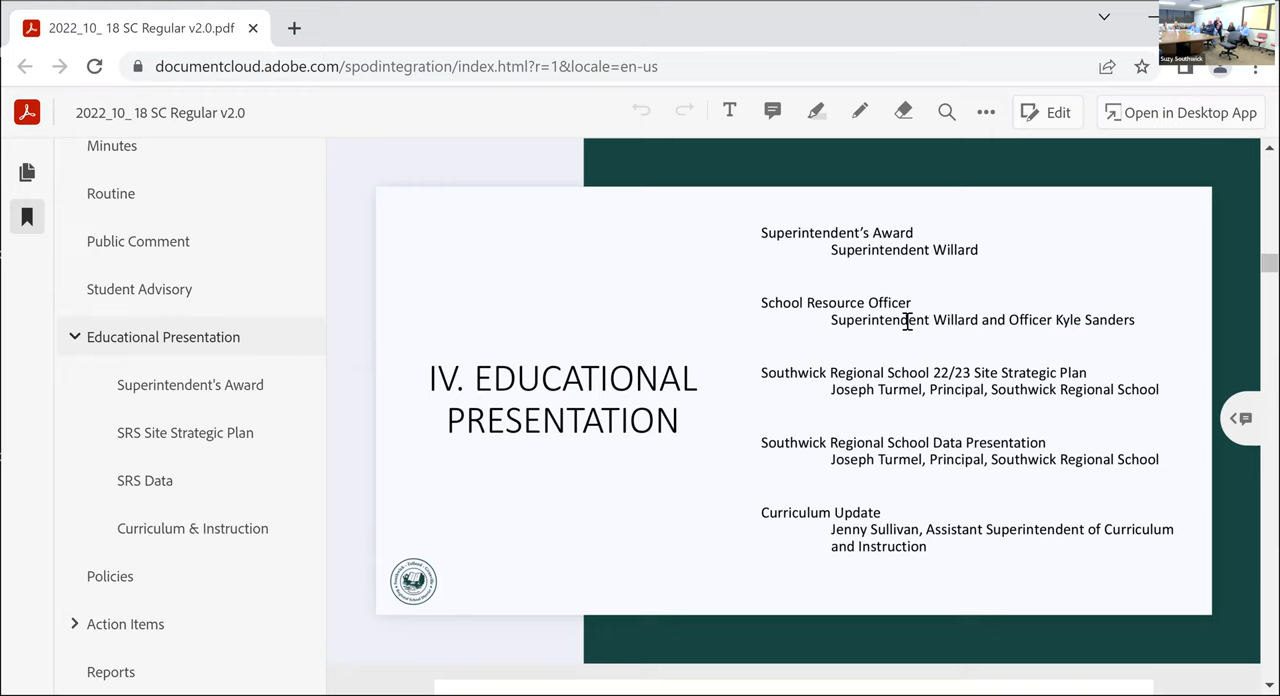 2022_10_ 18 SC Regular v2.0.pdf
documentcloud.adobe.com/spodintegration/index.html?r=1&locale=en-us
Suzy Southwick
2022_10_ 18 SC Regular v2.0
Edit
Open in Desktop App
Minutes
Routine
Public Comment
Student Advisory
Educational Presentation
Superintendent's Award
SRS Site Strategic Plan
SRS Data
Curriculum & Instruction
Policies
Action Items
Reports
IV. EDUCATIONAL
PRESENTATION
Superintendent’s Award
Superintendent Willard
School Resource Officer
Superintendent Willard and Officer Kyle Sanders
Southwick Regional School 22/23 Site Strategic Plan
Joseph Turmel, Principal, Southwick Regional School
Southwick Regional School Data Presentation
Joseph Turmel, Principal, Southwick Regional School
Curriculum Update
Jenny Sullivan, Assistant Superintendent of Curriculum
and Instruction